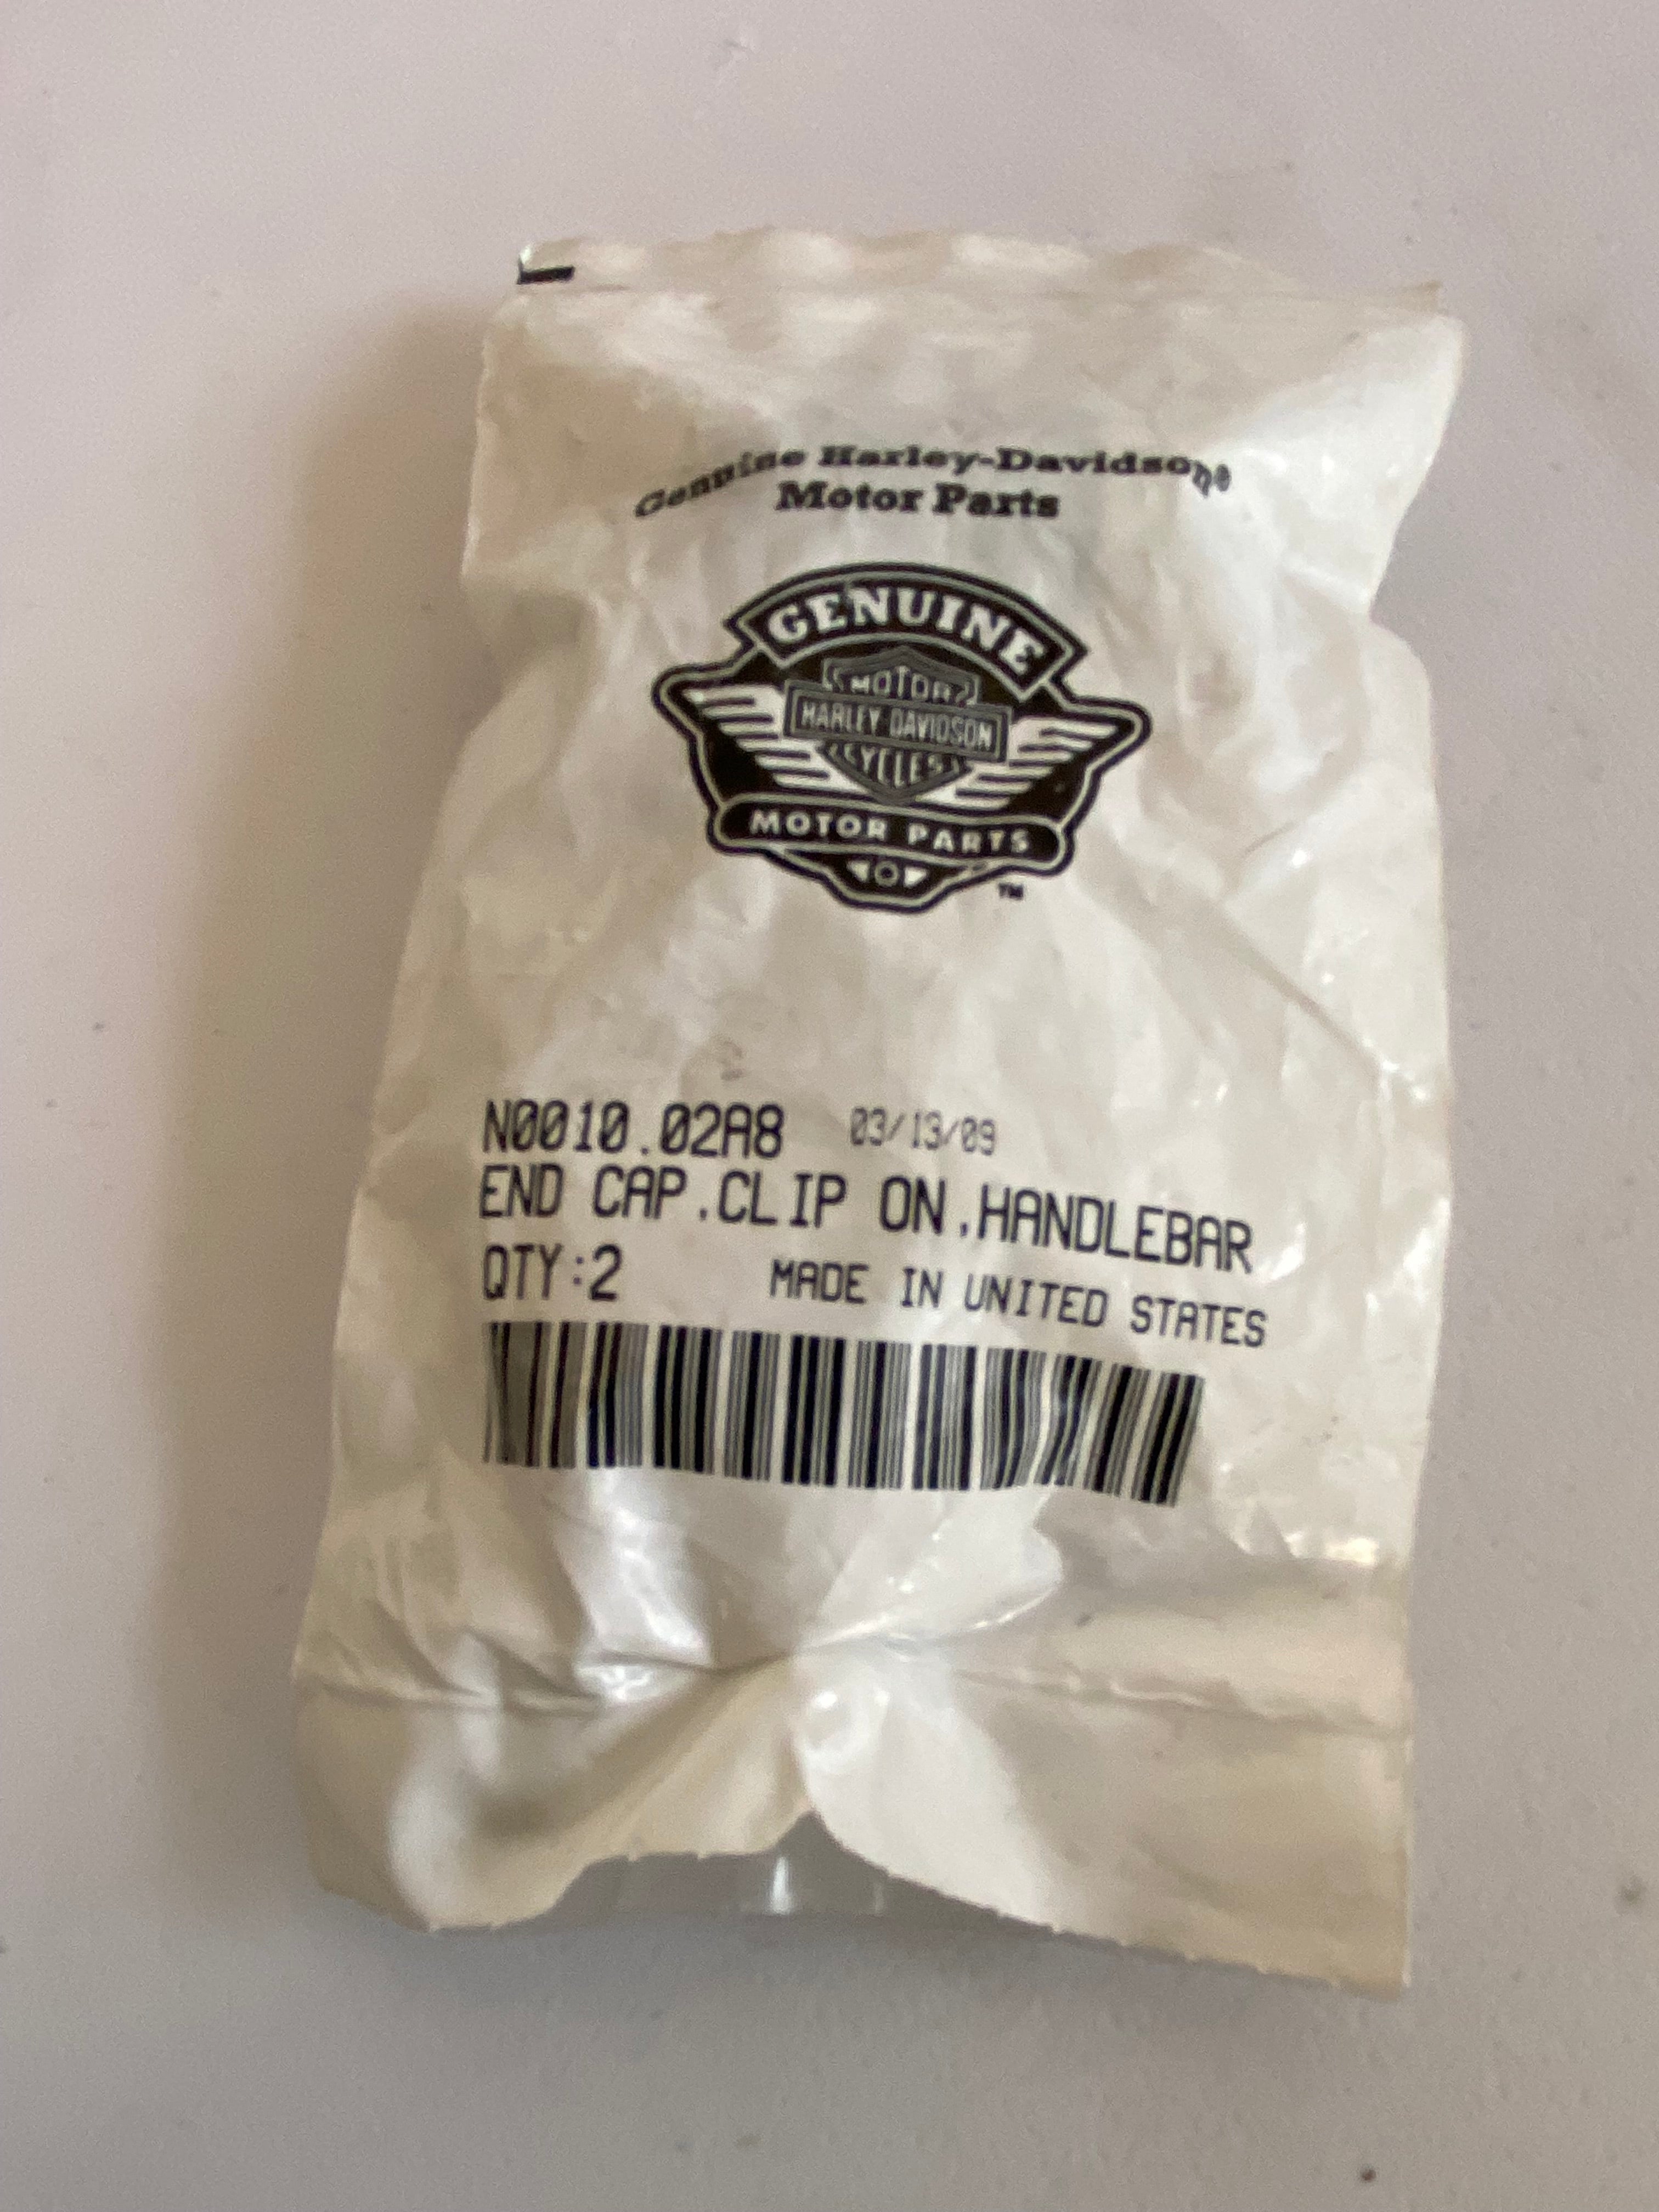 Genuine Harley-Davidson®
Motor Parts
GENUINE
MOTOR
HARLEY-DAVIDSON
CYCLES
MOTOR PARTS
™
N0010.02A8 03/13/09
END CAP.CLIP ON.HANDLEBAR
QTY:2 MADE IN UNITED STATES